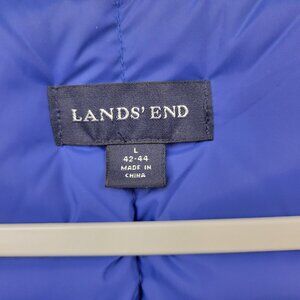 LANDS' END
L
42-44
MADE IN
CHINA